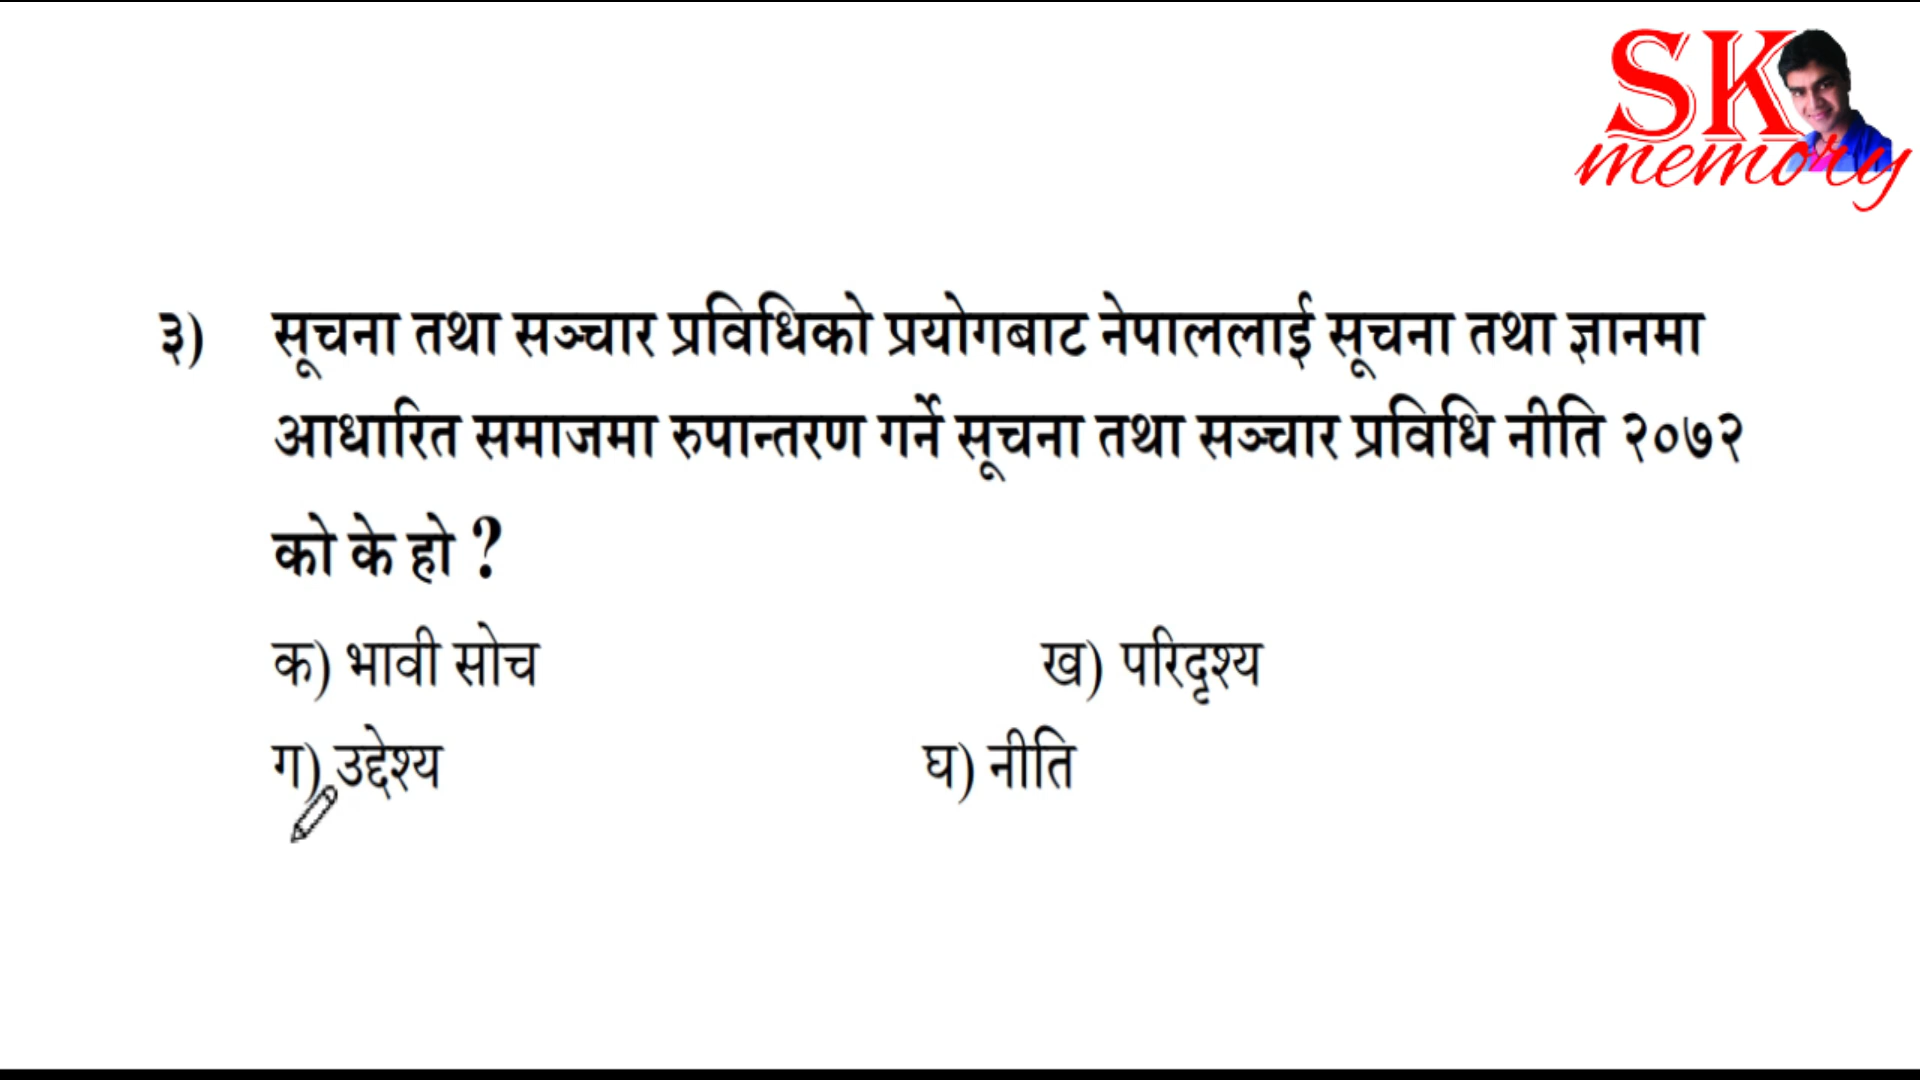 SK
memory
३) सूचना तथा सञ्चार प्रविधिको प्रयोगबाट नेपाललाई सूचना तथा ज्ञानमा
आधारित समाजमा रुपान्तरण गर्ने सूचना तथा सञ्चार प्रविधि नीति २०७२
को के हो ?
क) भावी सोच ख) परिदृश्य
ग) उद्देश्य घ) नीति